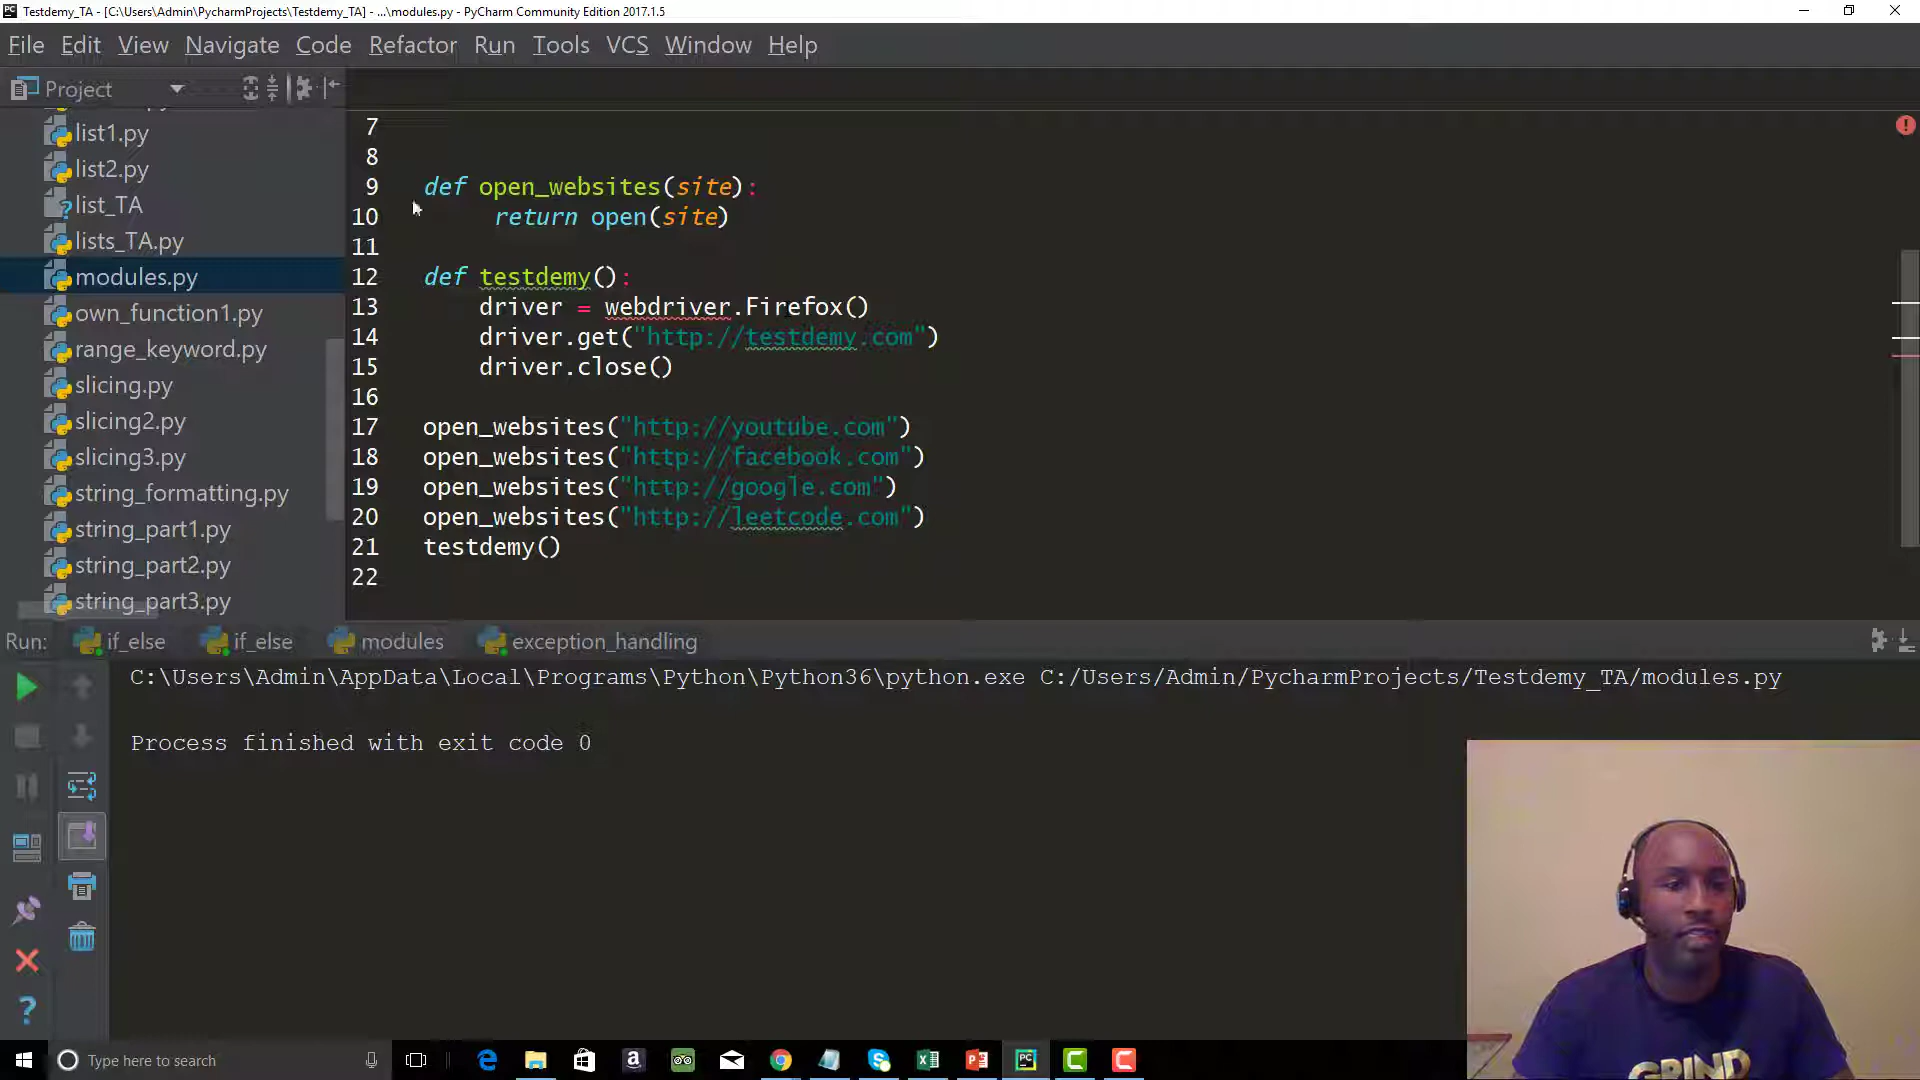 Testdemy_TA - [C:\Users\Admin\PycharmProjects\Testdemy_TA] - ...\modules.py - PyCharm Community Edition 2017.1.5
File Edit View Navigate Code Refactor Run Tools VCS Window Help
Project
list1.py
list2.py
list_TA
lists_TA.py
modules.py
own_function1.py
range_keyword.py
slicing.py
slicing2.py
slicing3.py
string_formatting.py
string_part1.py
string_part2.py
string_part3.py
7
8
9 def open_websites(site):
10 return open(site)
11
12 def testdemy():
13 driver = webdriver.Firefox()
14 driver.get("http://testdemy.com")
15 driver.close()
16
17 open_websites("http://youtube.com")
18 open_websites("http://facebook.com")
19 open_websites("http://google.com")
20 open_websites("http://leetcode.com")
21 testdemy()
22
Run: if_else if_else modules exception_handling
C:\Users\Admin\AppData\Local\Programs\Python\Python36\python.exe C:/Users/Admin/PycharmProjects/Testdemy_TA/modules.py
Process finished with exit code 0
GRIND
Type here to search